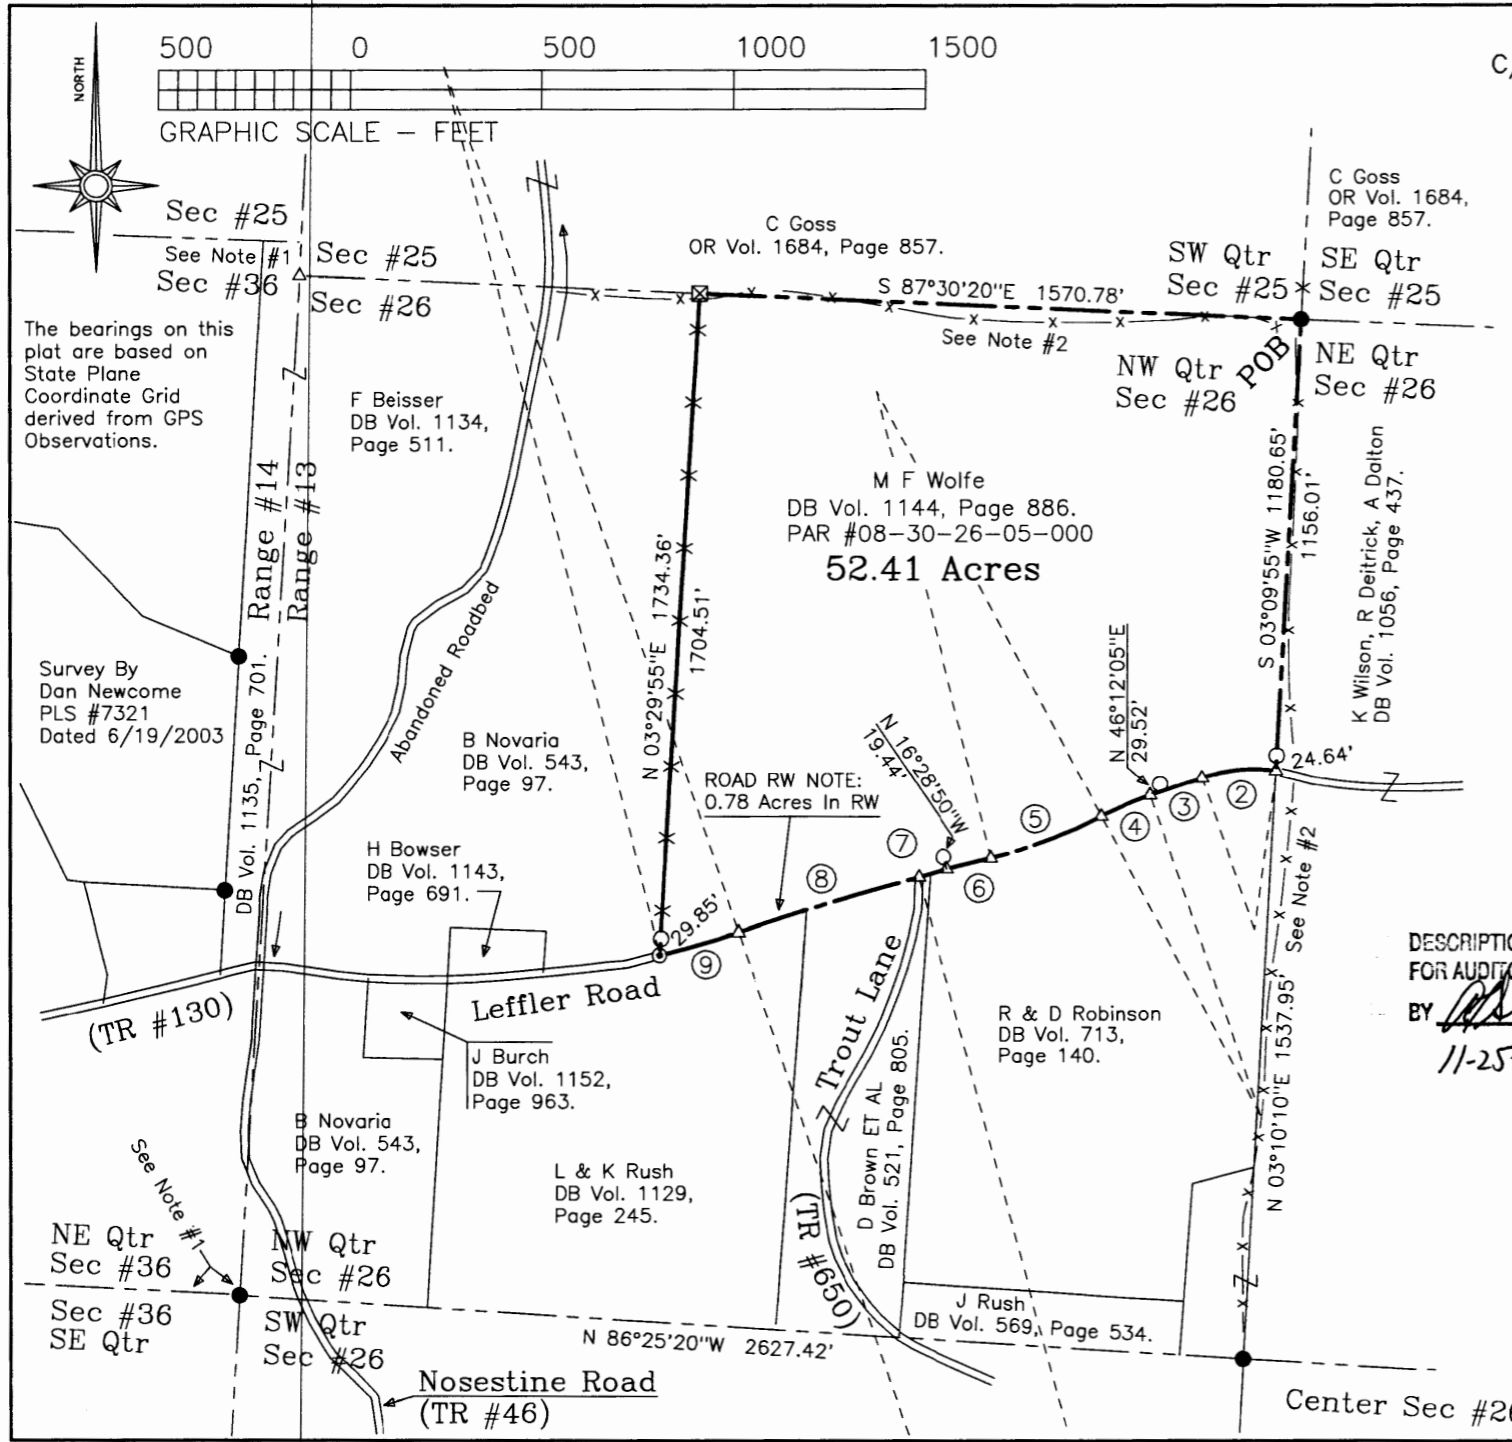 500 0 500 1000 1500
GRAPHIC SCALE – FEET
NORTH
C/
Sec #25
See Note #1
Sec #36
Sec #25
Sec #26
C Goss
OR Vol. 1684, Page 857.
C Goss
OR Vol. 1684,
Page 857.
SW Qtr
Sec #25
SE Qtr
Sec #25
S 87°30'20"E 1570.78'
See Note #2
NW Qtr
Sec #26
POB
NE Qtr
Sec #26
The bearings on this
plat are based on
State Plane
Coordinate Grid
derived from GPS
Observations.
F Beisser
DB Vol. 1134,
Page 511.
Range #14
Range #13
M F Wolfe
DB Vol. 1144, Page 886.
PAR #08-30-26-05-000
52.41 Acres
S 03°09'55"W 1180.65'
1156.01'
K Wilson, R Deitrick, A Dalton
DB Vol. 1056, Page 437.
N 03°29'55"E 1734.36'
1704.51'
Abandoned Roadbed
Survey By
Dan Newcome
PLS #7321
Dated 6/19/2003
DB Vol. 1135, Page 701.
B Novaria
DB Vol. 543,
Page 97.
ROAD RW NOTE:
0.78 Acres In RW
N 16°28'50"W
19.44'
N 46°12'05"E
29.52'
24.64'
2
3
4
5
6
7
8
9
29.85'
H Bowser
DB Vol. 1143,
Page 691.
See Note #2
Leffler Road
(TR #130)
Trout Lane
(TR #650)
J Burch
DB Vol. 1152,
Page 963.
R & D Robinson
DB Vol. 713,
Page 140.
N 03°10'10"E 1537.95'
DESCRIPTIO
FOR AUDITO
BY
11-25
B Novaria
DB Vol. 543,
Page 97.
L & K Rush
DB Vol. 1129,
Page 245.
D Brown ET AL
DB Vol. 521, Page 805.
See Note #1
NE Qtr
Sec #36
NW Qtr
Sec #26
Sec #36
SE Qtr
SW Qtr
Sec #26
J Rush
DB Vol. 569, Page 534.
N 86°25'20"W 2627.42'
Nosestine Road
(TR #46)
Center Sec #26